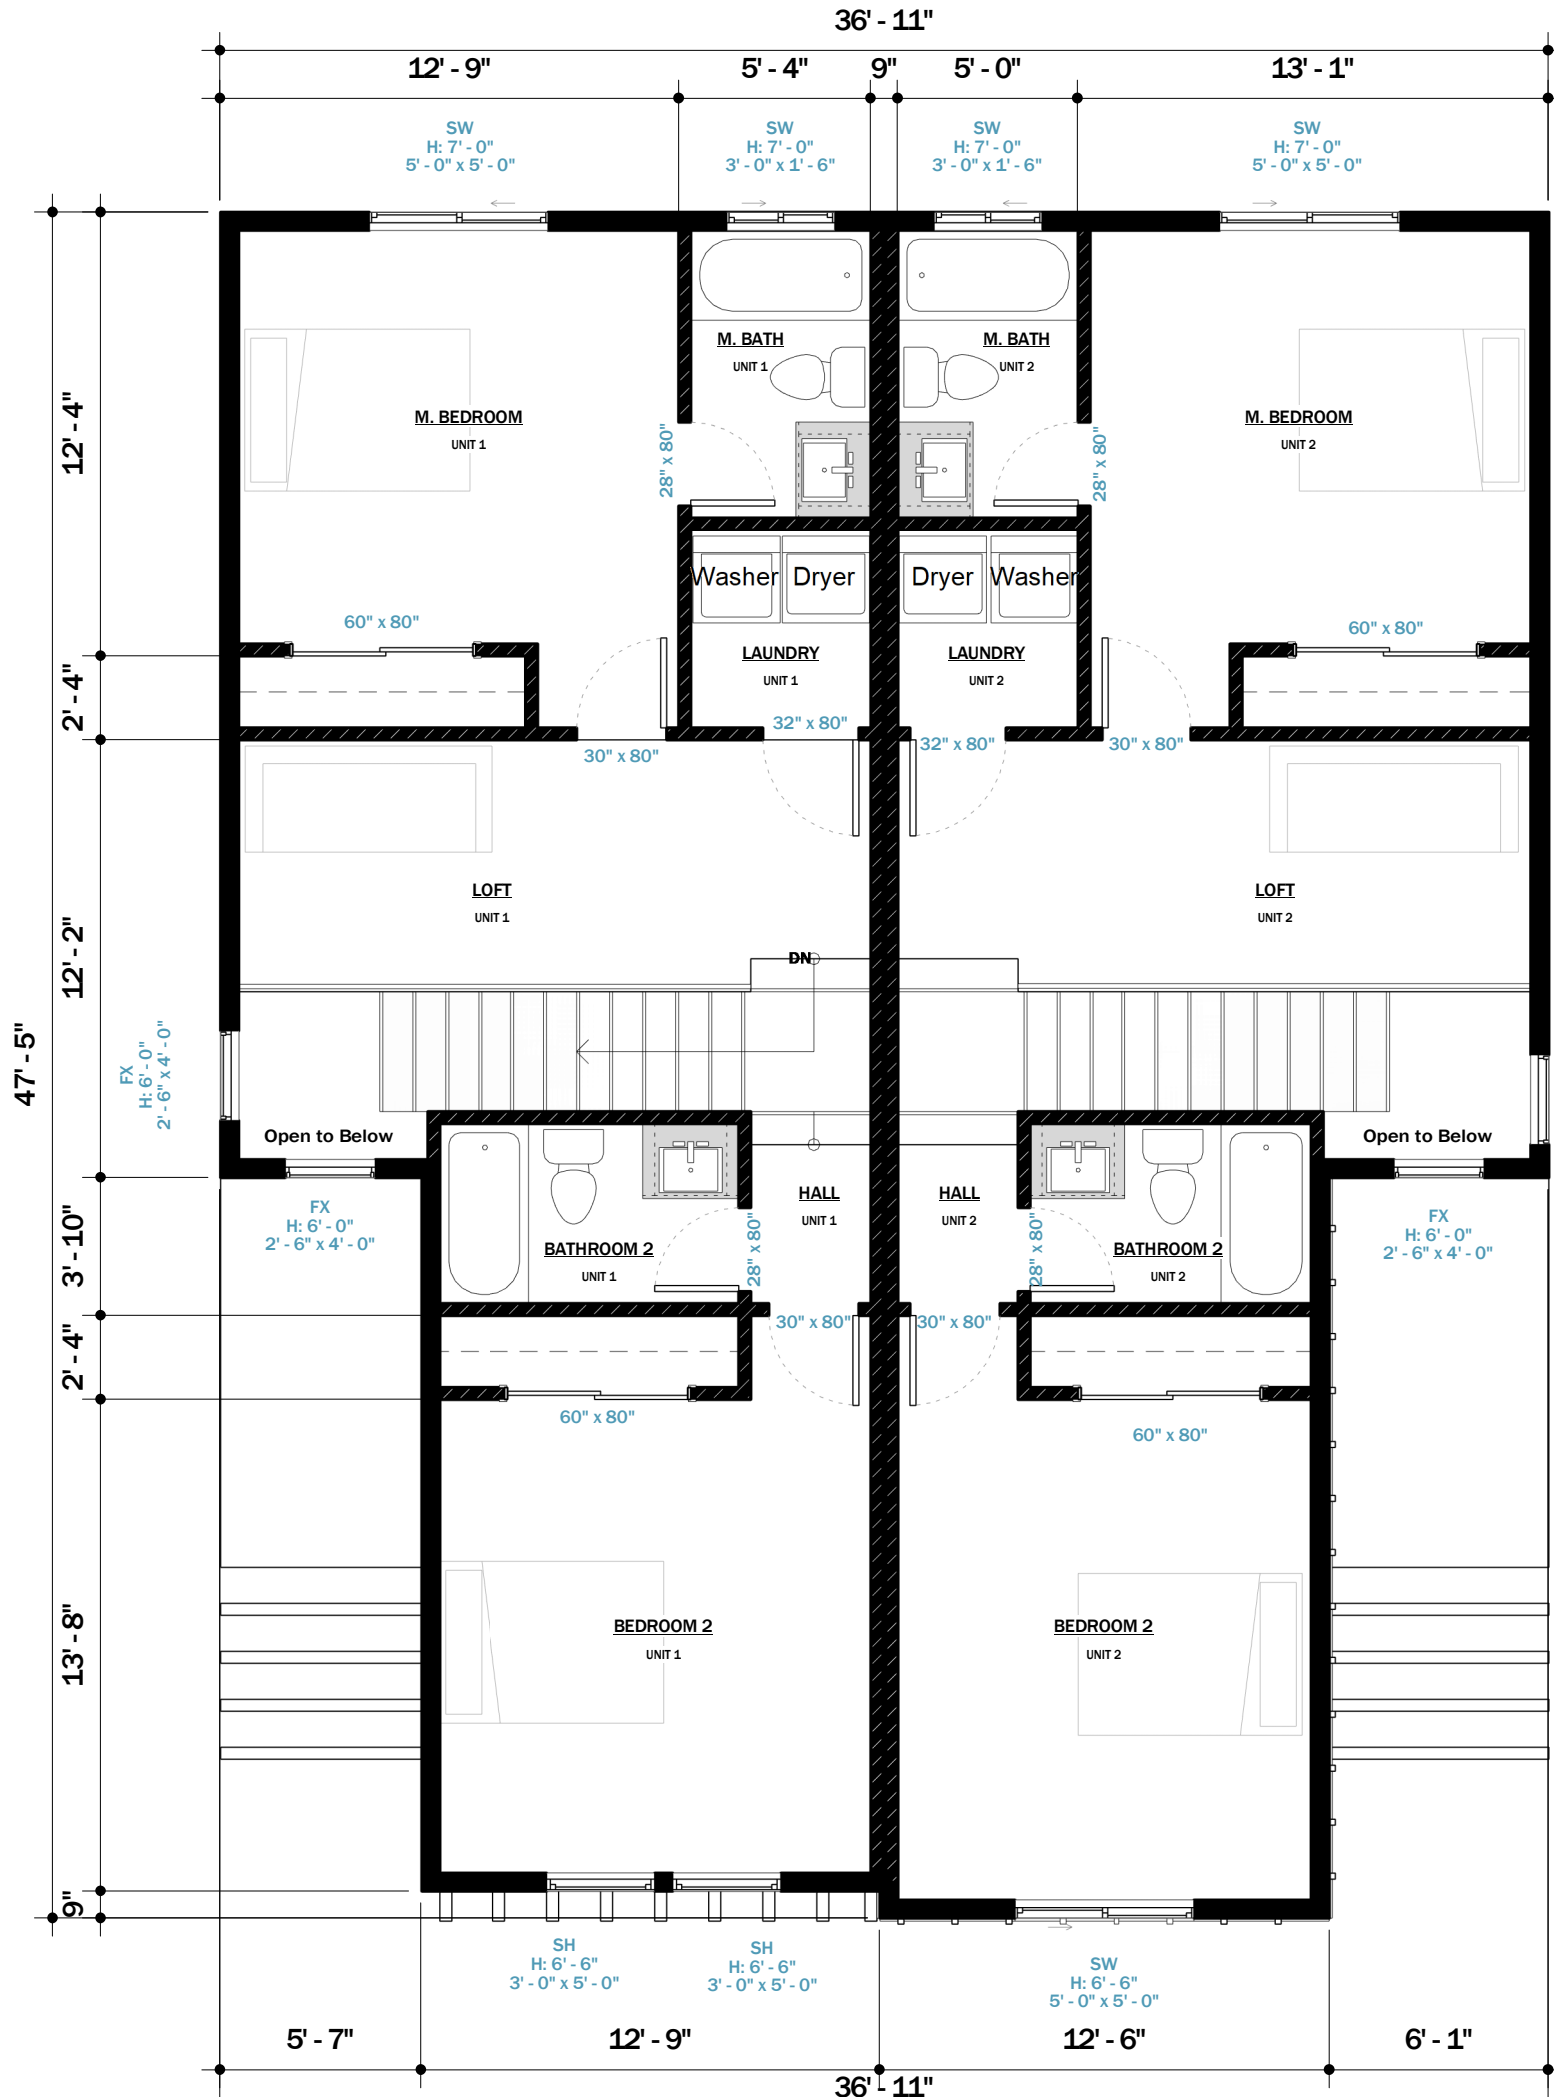 36' - 11"
12' - 9"
5' - 4"
9"
5' - 0"
13' - 1"
SW
H: 7' - 0"
5' - 0" x 5' - 0"
SW
H: 7' - 0"
3' - 0" x 1' - 6"
SW
H: 7' - 0"
3' - 0" x 1' - 6"
SW
H: 7' - 0"
5' - 0" x 5' - 0"
M. BATH
UNIT 1
M. BATH
UNIT 2
M. BEDROOM
UNIT 1
M. BEDROOM
UNIT 2
28" x 80"
28" x 80"
12' - 4"
Washer
Dryer
Dryer
Washer
60" x 80"
60" x 80"
LAUNDRY
UNIT 1
LAUNDRY
UNIT 2
2' - 4"
32" x 80"
32" x 80"
30" x 80"
30" x 80"
LOFT
UNIT 1
LOFT
UNIT 2
12' - 2"
DN
47' - 5"
FX
H: 6' - 0"
2' - 6" x 4' - 0"
Open to Below
Open to Below
FX
H: 6' - 0"
2' - 6" x 4' - 0"
HALL
UNIT 1
HALL
UNIT 2
FX
H: 6' - 0"
2' - 6" x 4' - 0"
3' - 10"
BATHROOM 2
UNIT 1
28" x 80"
28" x 80"
BATHROOM 2
UNIT 2
30" x 80"
30" x 80"
2' - 4"
60" x 80"
60" x 80"
13' - 8"
BEDROOM 2
UNIT 1
BEDROOM 2
UNIT 2
9"
SH
H: 6' - 6"
3' - 0" x 5' - 0"
SH
H: 6' - 6"
3' - 0" x 5' - 0"
SW
H: 6' - 6"
5' - 0" x 5' - 0"
5' - 7"
12' - 9"
12' - 6"
6' - 1"
36' - 11"